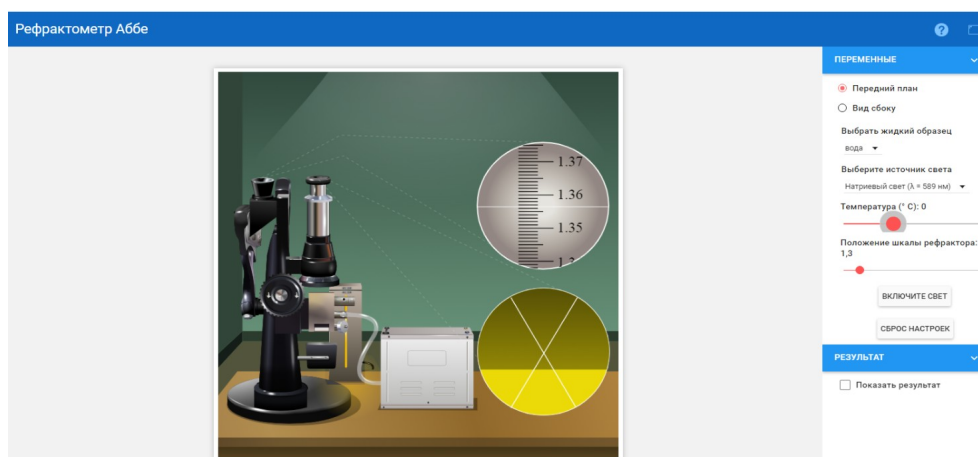 Рефрактометр Аббе
ПЕРЕМЕННЫЕ
Передний план
Вид сбоку
Выбрать жидкий образец
вода
Выберите источник света
Натриевый свет (λ = 589 нм)
Температура (° C): 0
Положение шкалы рефрактора:
1,3
ВКЛЮЧИТЕ СВЕТ
СБРОС НАСТРОЕК
РЕЗУЛЬТАТ
Показать результат
1.37
1.36
1.35